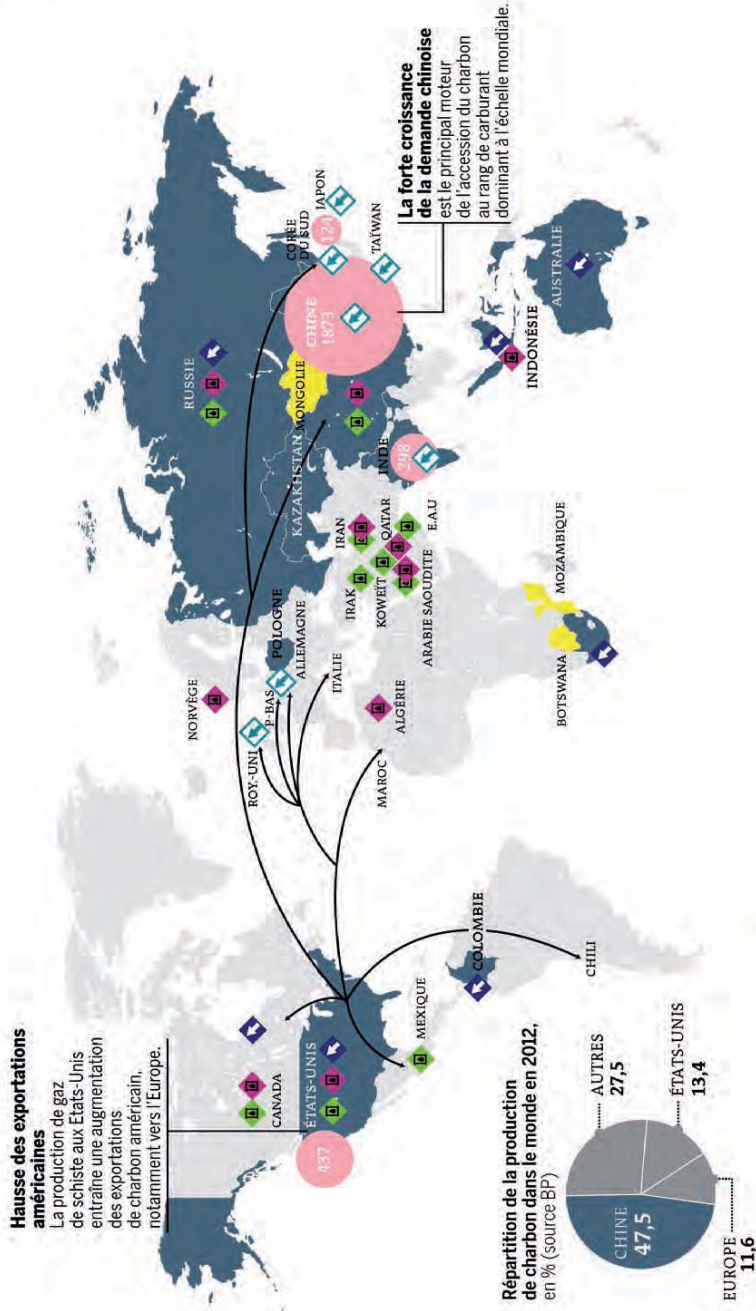 Hausse des exportations
américaines
La production de gaz
de schiste aux Etats-Unis
entraîne une augmentation
des exportations
de charbon américain,
notamment vers l'Europe.
CANADA
ÉTATS-UNIS
437
MEXIQUE
COLOMBIE
CHILI
NORVÈGE
ROY.-UNI
P-BAS
POLOGNE
ALLEMAGNE
ITALIE
MAROC
ALGÉRIE
RUSSIE
KAZAKHSTAN
MONGOLIE
CHINE
1873
CORÉE
DU SUD
124
JAPON
TAÏWAN
INDE
298
IRAN
IRAK
KOWEÏT
QATAR
E.A.U
ARABIE SAOUDITE
BOTSWANA
MOZAMBIQUE
INDONÉSIE
AUSTRALIE
La forte croissance
de la demande chinoise
est le principal moteur
de l'accession du charbon
au rang de carburant
dominant à l'échelle mondiale.
Répartition de la production
de charbon dans le monde en 2012,
en % (source BP)
CHINE
47,5
AUTRES
27,5
ÉTATS-UNIS
13,4
EUROPE
11,6